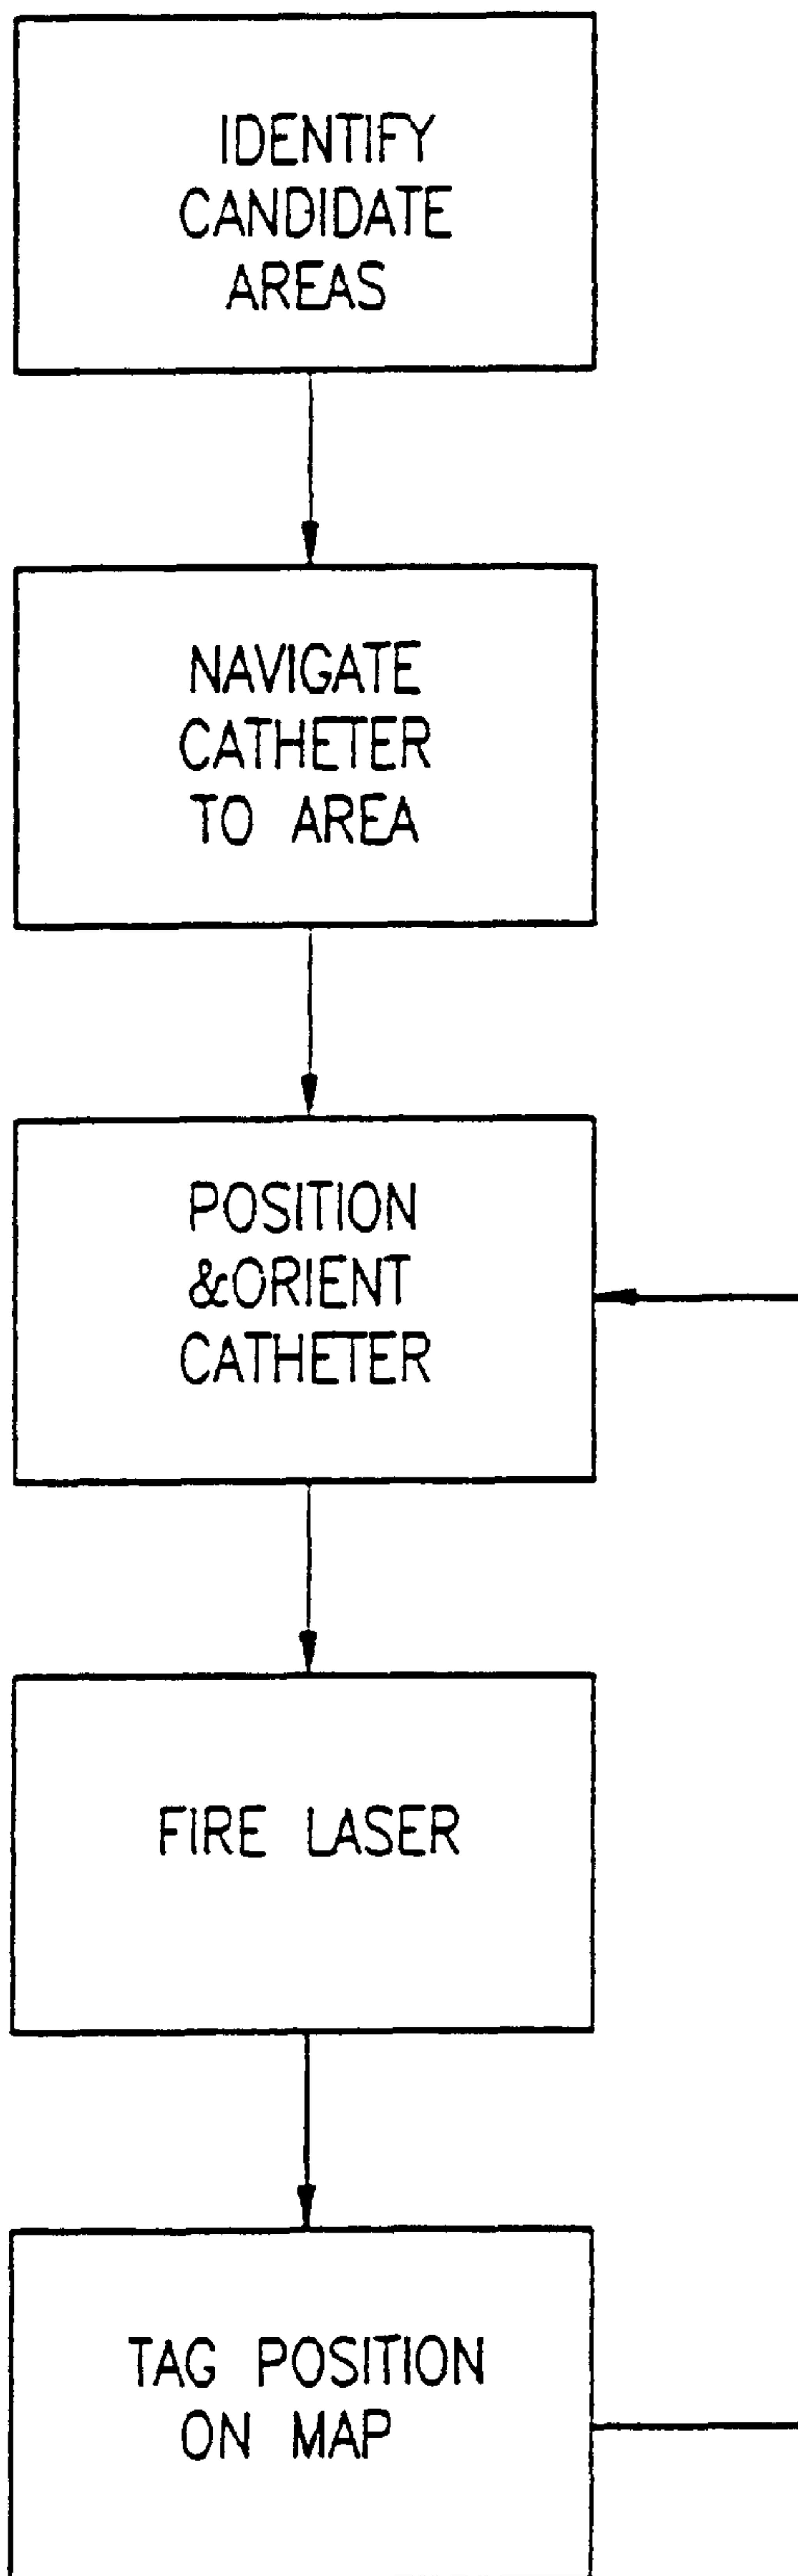 IDENTIFY
CANDIDATE
AREAS
NAVIGATE
CATHETER
TO AREA
POSITION
&ORIENT
CATHETER
FIRE LASER
TAG POSITION
ON MAP